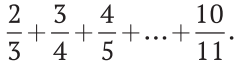 2/3 + 3/4 + 4/5 + ... + 10/11.